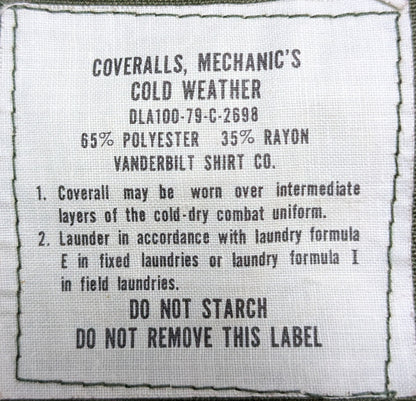 COVERALLS, MECHANIC'S
COLD WEATHER
DLA100-79-C-2698
65% POLYESTER 35% RAYON
VANDERBILT SHIRT CO.
1. Coverall may be worn over intermediate
layers of the cold-dry combat uniform.
2. Launder in accordance with laundry formula
E in fixed laundries or laundry formula I
in field laundries.
DO NOT STARCH
DO NOT REMOVE THIS LABEL